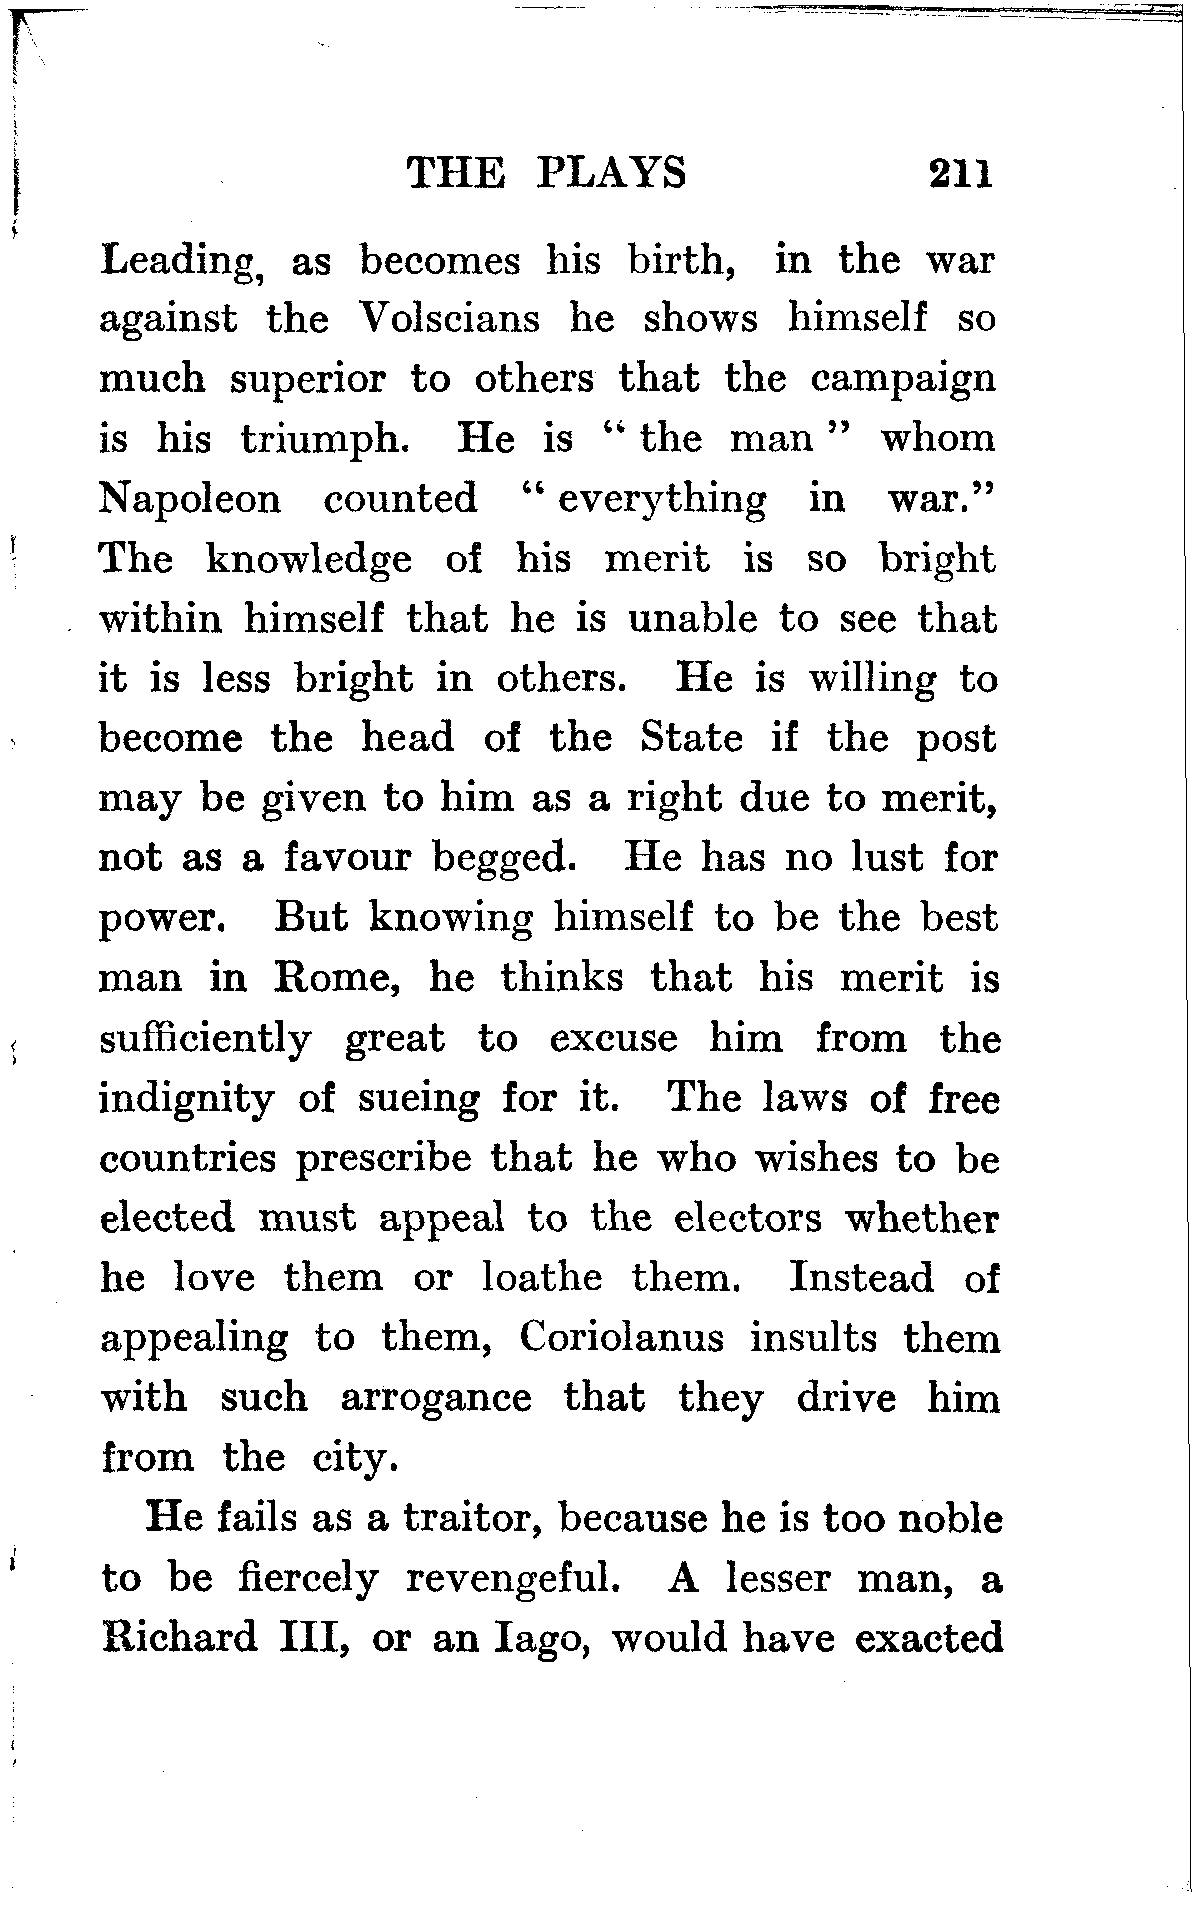 THE PLAYS 211
Leading, as becomes his birth, in the war
against the Volscians he shows himself so
much superior to others that the campaign
is his triumph. He is " the man " whom
Napoleon counted " everything in war."
The knowledge of his merit is so bright
within himself that he is unable to see that
it is less bright in others. He is willing to
become the head of the State if the post
may be given to him as a right due to merit,
not as a favour begged. He has no lust for
power. But knowing himself to be the best
man in Rome, he thinks that his merit is
sufficiently great to excuse him from the
indignity of sueing for it. The laws of free
countries prescribe that he who wishes to be
elected must appeal to the electors whether
he love them or loathe them. Instead of
appealing to them, Coriolanus insults them
with such arrogance that they drive him
from the city.
He fails as a traitor, because he is too noble
to be fiercely revengeful. A lesser man, a
Richard III, or an Iago, would have exacted